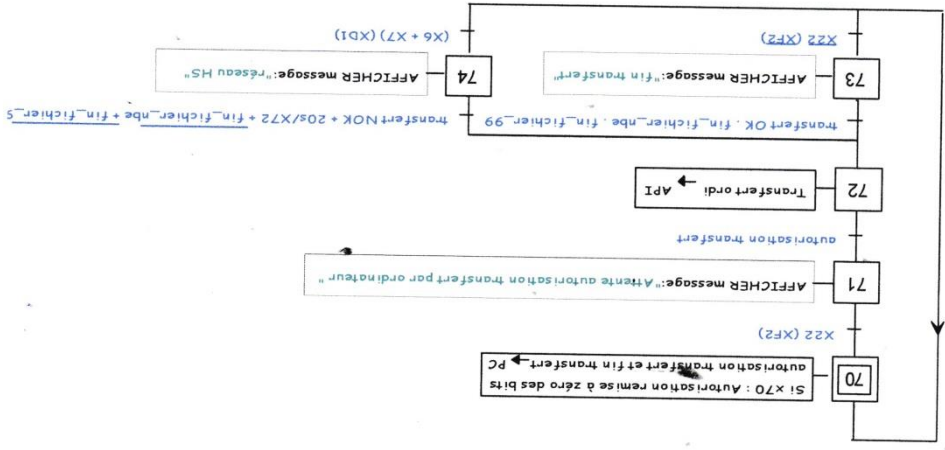 70
Si x70 : Autorisation remise à zéro des bits
autorisation transfert et fin transfert → PC
X22 (XF2)
71
AFFICHER message: "Attente autorisation transfert par ordinateur "
autorisation transfert
72
Transfert ordi → API
transfert OK . fin_fichier_nbe . fin_fichier_99
transfert NOK + 20s/X72 + fin_fichier_nbe + fin_fichier_5
73
AFFICHER message: "fin transfert"
74
AFFICHER message: "réseau HS"
X22 (XF2)
(X6 + X7) (XD1)